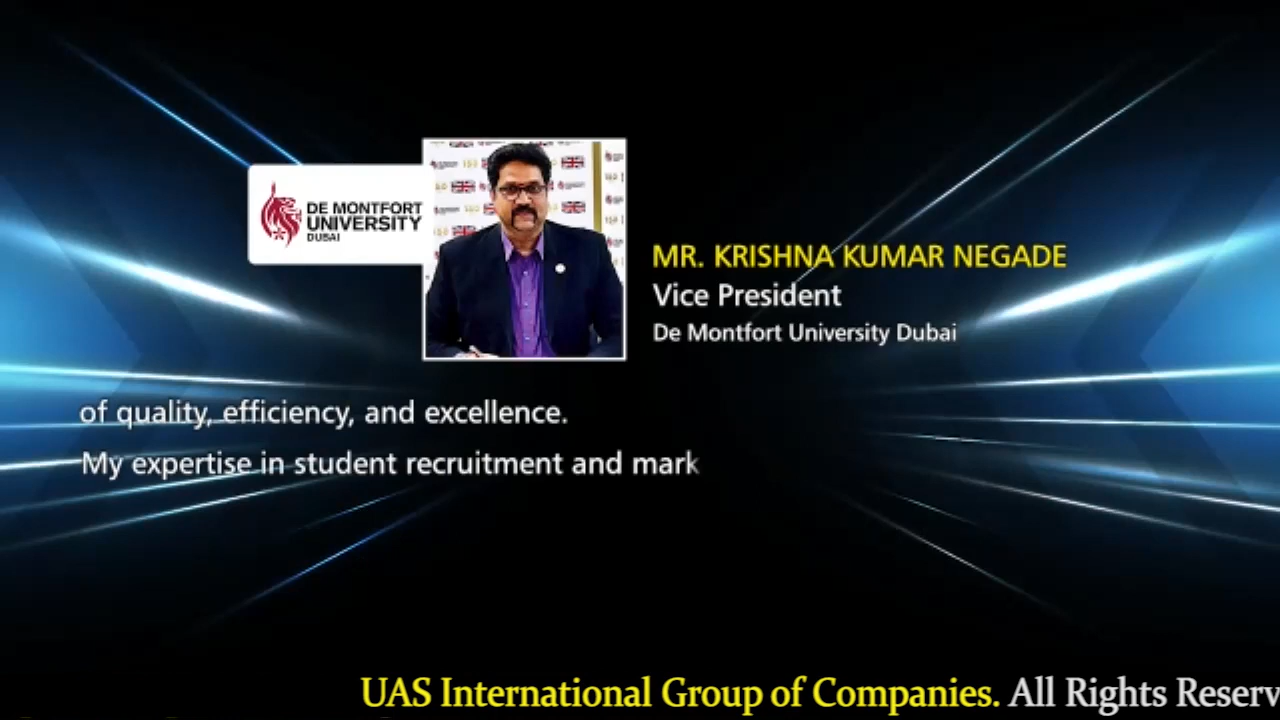 DE MONTFORT
UNIVERSITY
DUBAI
MR. KRISHNA KUMAR NEGADE
Vice President
De Montfort University Dubai
of quality, efficiency, and excellence.
My expertise in student recruitment and mark
UAS International Group of Companies. All Rights Reserv